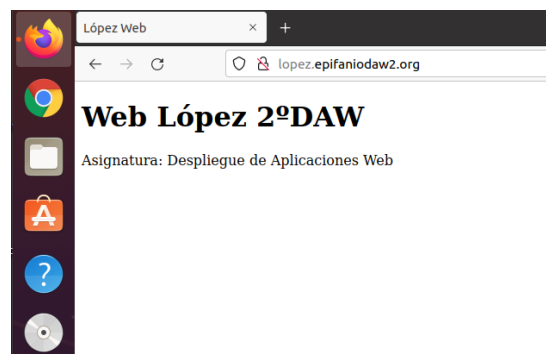 López Web
lopez.epifaniodaw2.org
Web López 2ºDAW
Asignatura: Despliegue de Aplicaciones Web